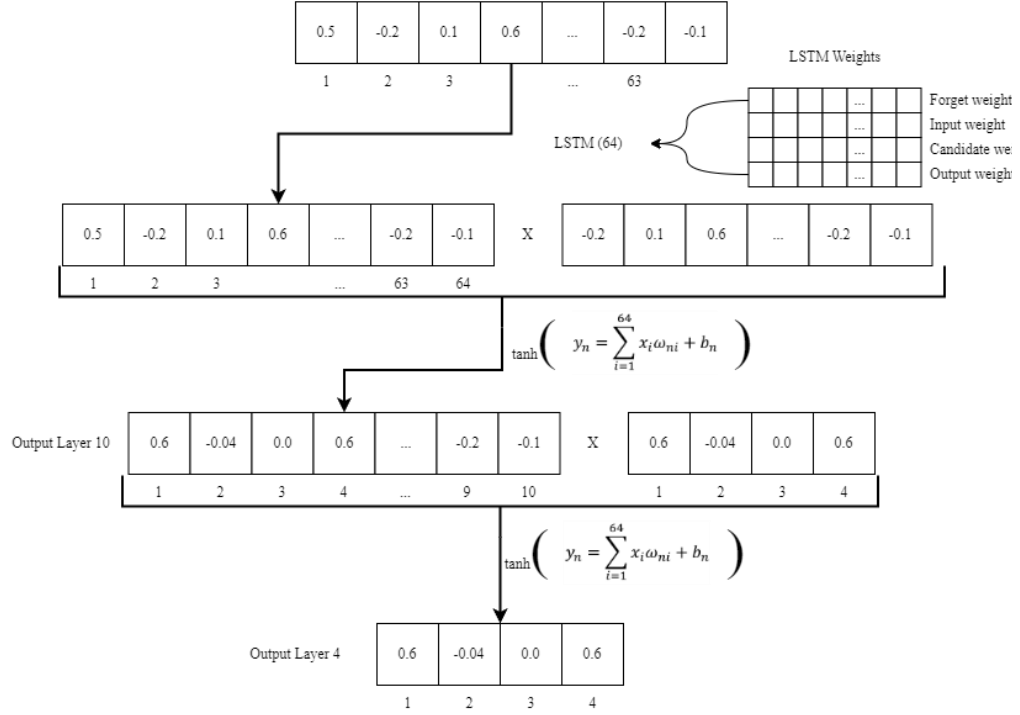 0.5 -0.2 0.1 0.6 ... -0.2 -0.1
1 2 3 ... 63
LSTM Weights
... Forget weight
... Input weight
... Candidate wei
... Output weight
LSTM (64)
0.5 -0.2 0.1 0.6 ... -0.2 -0.1 X -0.2 0.1 0.6 ... -0.2 -0.1
1 2 3 ... 63 64
tanh( y_n = \sum_{i=1}^{64} x_i ω_{ni} + b_n )
Output Layer 10 0.6 -0.04 0.0 0.6 ... -0.2 -0.1 X 0.6 -0.04 0.0 0.6
1 2 3 4 ... 9 10 1 2 3 4
tanh( y_n = \sum_{i=1}^{64} x_i ω_{ni} + b_n )
Output Layer 4 0.6 -0.04 0.0 0.6
1 2 3 4